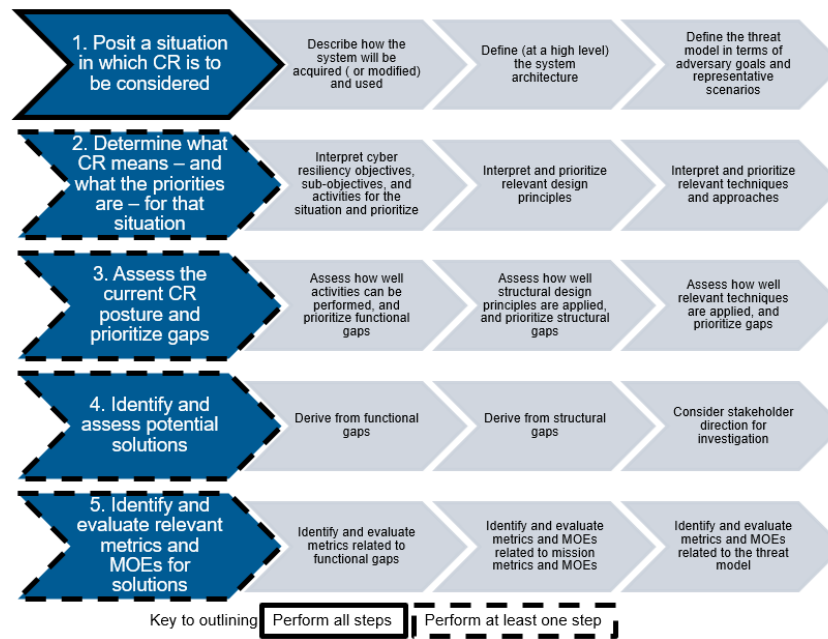 1. Posit a situation
in which CR is to
be considered
Describe how the
system will be
acquired ( or modified)
and used
Define (at a high level)
the system
architecture
Define the threat
model in terms of
adversary goals and
representative
scenarios
2. Determine what
CR means – and
what the priorities
are – for that
situation
Interpret cyber
resiliency objectives,
sub-objectives, and
activities for the
situation and prioritize
Interpret and prioritize
relevant design
principles
Interpret and prioritize
relevant techniques
and approaches
3. Assess the
current CR
posture and
prioritize gaps
Assess how well
activities can be
performed, and
prioritize functional
gaps
Assess how well
structural design
principles are applied,
and prioritize structural
gaps
Assess how well
relevant techniques
are applied, and
prioritize gaps
4. Identify and
assess potential
solutions
Derive from functional
gaps
Derive from structural
gaps
Consider stakeholder
direction for
investigation
5. Identify and
evaluate relevant
metrics and
MOEs for
solutions
Identify and evaluate
metrics related to
functional gaps
Identify and evaluate
metrics and MOEs
related to mission
metrics and MOEs
Identify and evaluate
metrics and MOEs
related to the threat
model
Key to outlining
Perform all steps
Perform at least one step